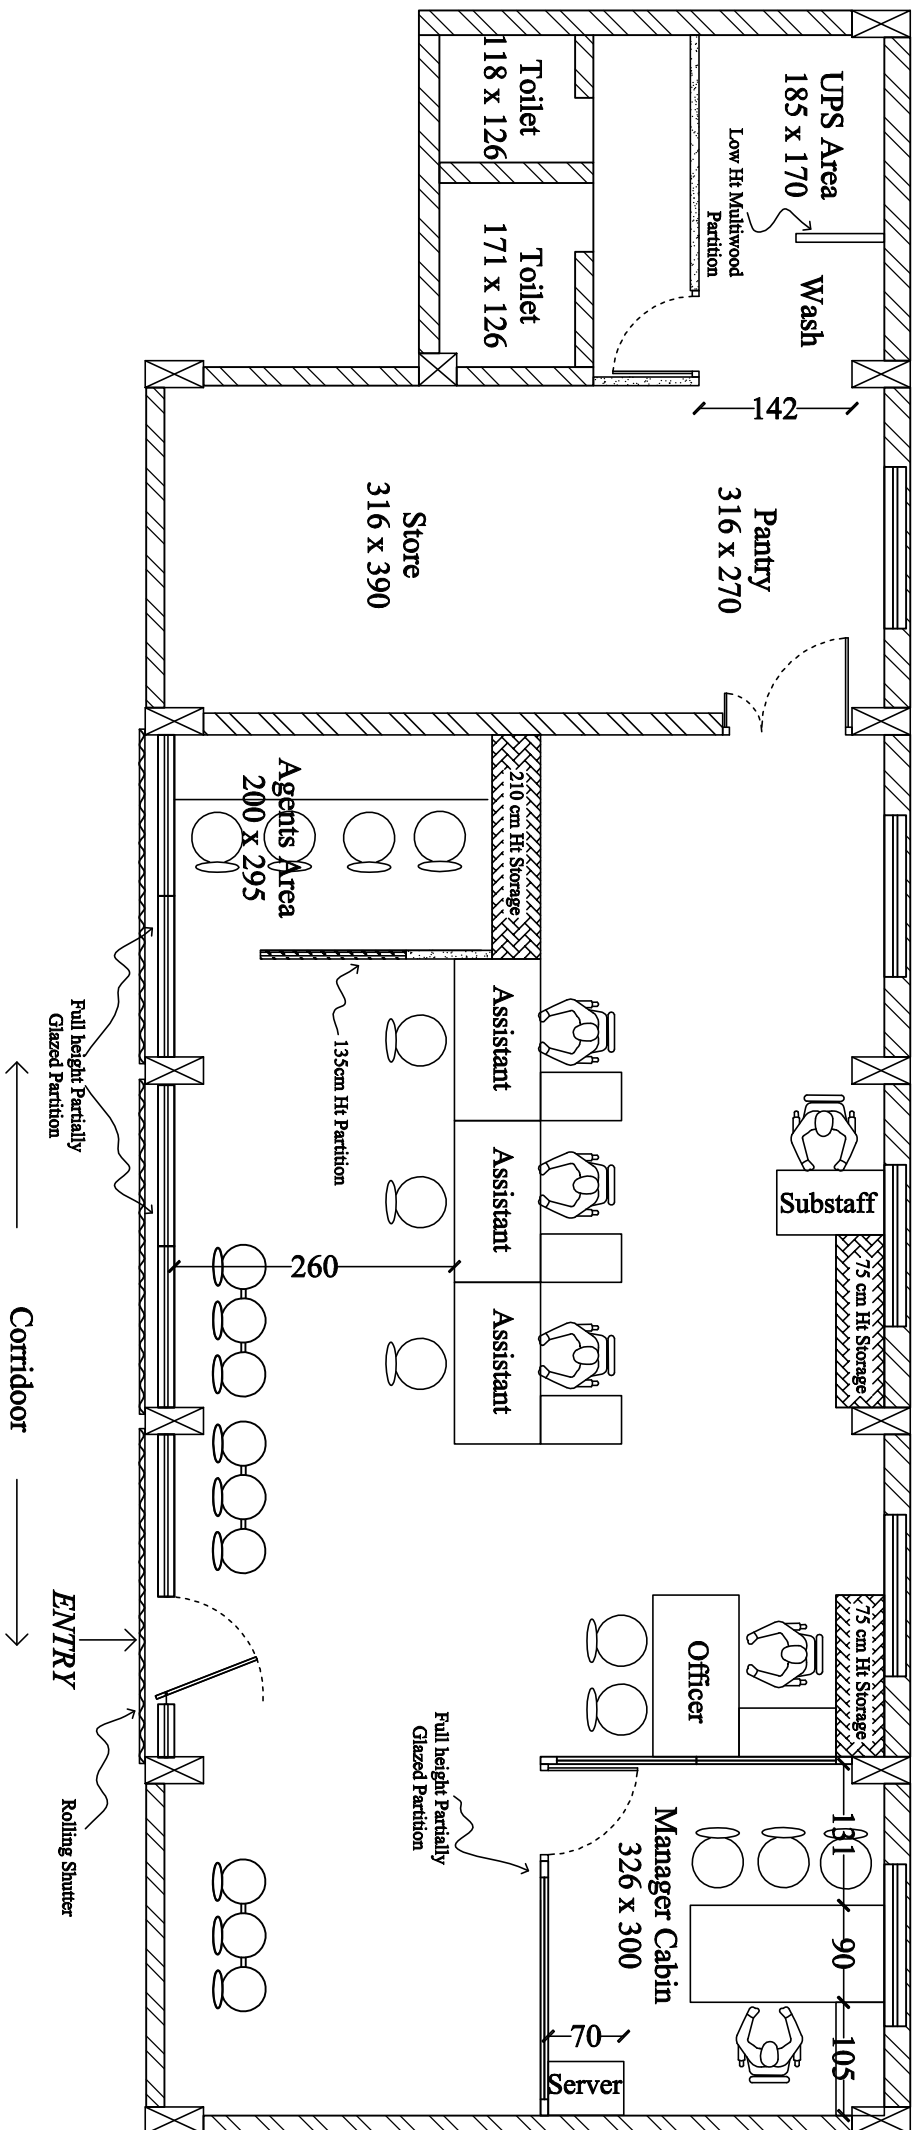 UPS Area
185 x 170
Low Ht Multiwood
Partition
Wash
Toilet
118 x 126
Toilet
171 x 126
142
Pantry
316 x 270
Store
316 x 390
210 cm Ht Storage
Agents Area
200 x 295
135cm Ht Partition
Full height Partially
Glazed Partition
Assistant
Assistant
Assistant
Substaff
75 cm Ht Storage
260
Corridoor
ENTRY
Rolling Shutter
Officer
75 cm Ht Storage
Full height Partially
Glazed Partition
Manager Cabin
326 x 300
131
90
105
70
Server